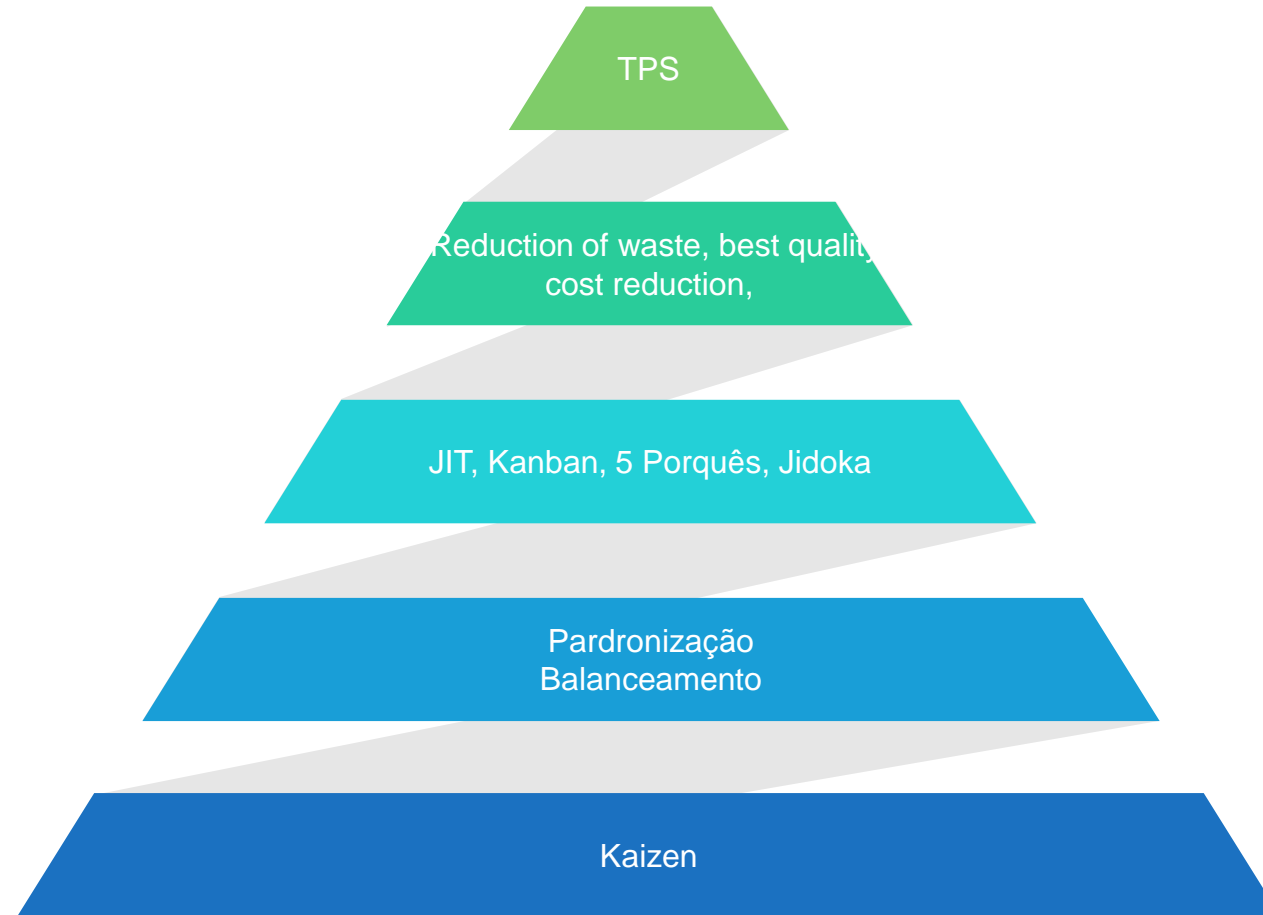 TPS
Reduction of waste, best quality
cost reduction,
JIT, Kanban, 5 Porquês, Jidoka
Pardronização
Balanceamento
Kaizen